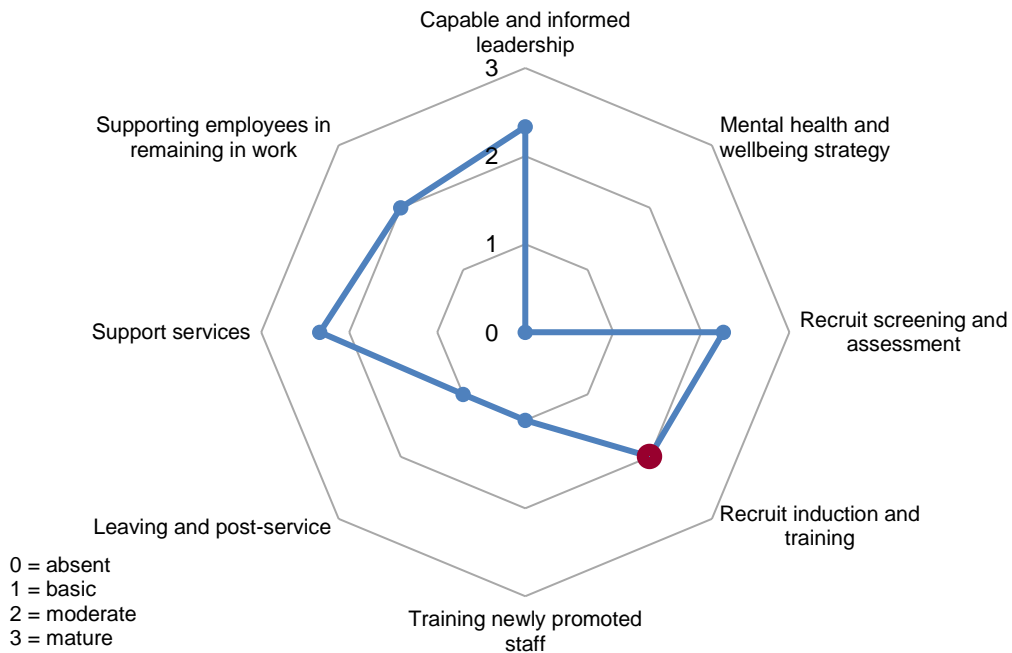 Capable and informed
leadership
3
Supporting employees in
remaining in work
Mental health and
wellbeing strategy
2
1
Support services
0
Recruit screening and
assessment
Leaving and post-service
Recruit induction and
training
0 = absent
1 = basic
2 = moderate
3 = mature
Training newly promoted
staff